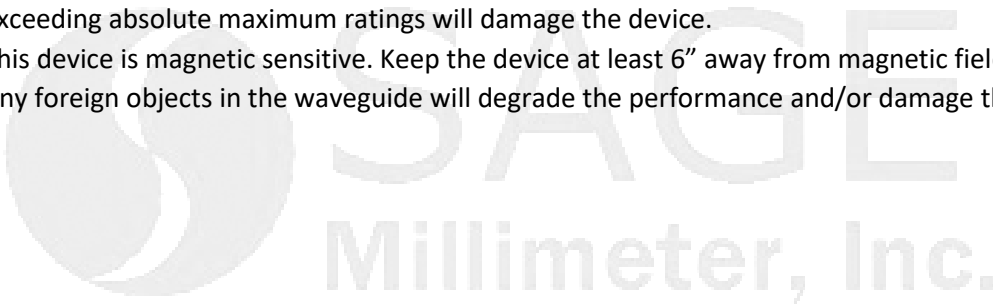 xceeding absolute maximum ratings will damage the device.
his device is magnetic sensitive. Keep the device at least 6” away from magnetic fiel
ny foreign objects in the waveguide will degrade the performance and/or damage t
SAGE
Millimeter, Inc.